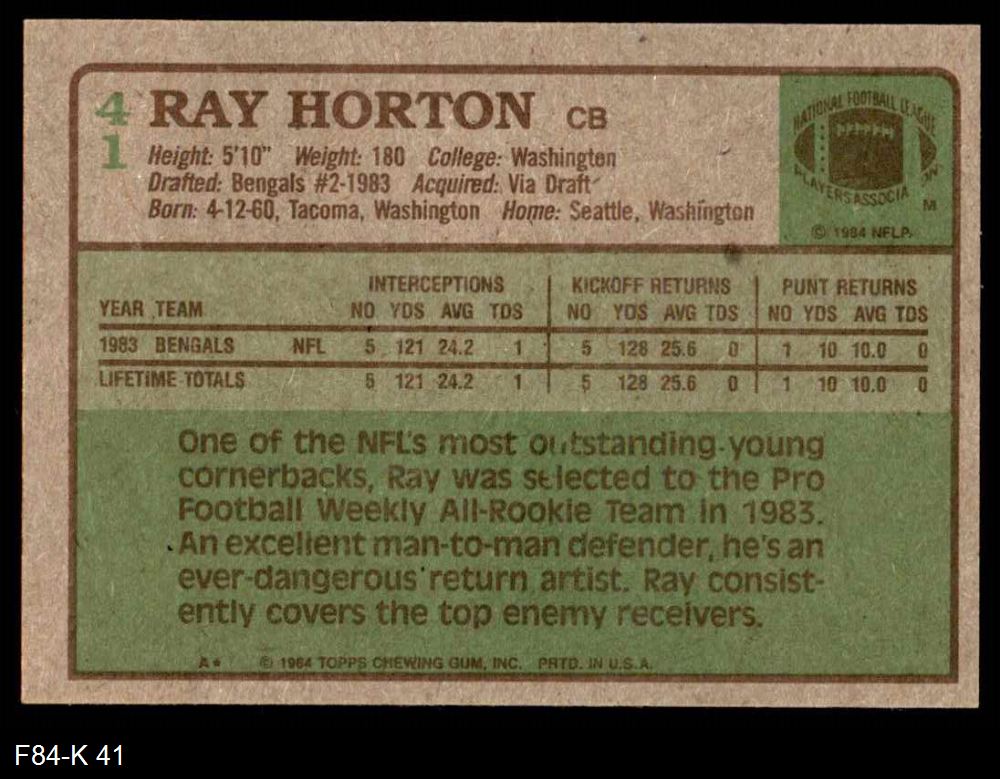 41
RAY HORTON CB
Height: 5'10" Weight: 180 College: Washington
Drafted: Bengals #2-1983 Acquired: Via Draft
Born: 4-12-60, Tacoma, Washington Home: Seattle, Washington
NATIONAL FOOTBALL LEAGUE
PLAYERS ASSOCIA
M
© 1984 NFLP.
INTERCEPTIONS KICKOFF RETURNS PUNT RETURNS
YEAR TEAM NO YDS AVG TDS NO YDS AVG TDS NO YDS AVG TDS
1983 BENGALS NFL 5 121 24.2 1 5 128 25.6 0 1 10 10.0 0
LIFETIME TOTALS 5 121 24.2 1 5 128 25.6 0 1 10 10.0 0
One of the NFL's most outstanding young
cornerbacks, Ray was selected to the Pro
Football Weekly All-Rookie Team in 1983.
An excellent man-to-man defender, he's an
ever-dangerous return artist. Ray consist-
ently covers the top enemy receivers.
A* © 1984 TOPPS CHEWING GUM, INC. PRTD. IN U.S.A.
F84-K 41